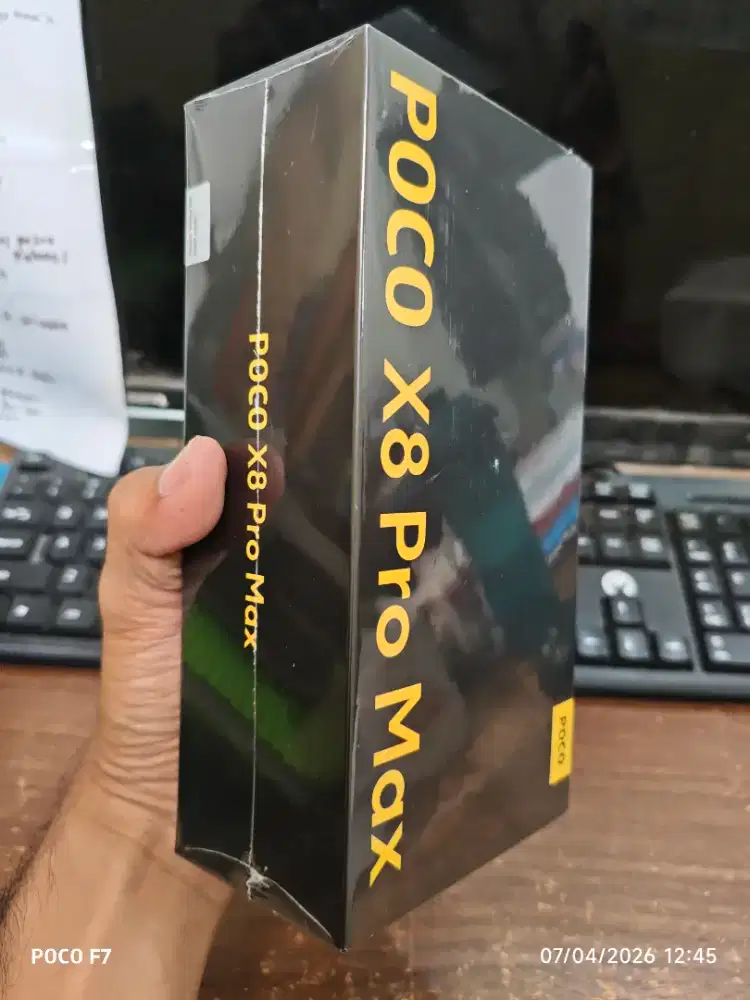 POCO X8 Pro Max
POCO X8 Pro Max
POCO
POCO F7
07/04/2026 12:45